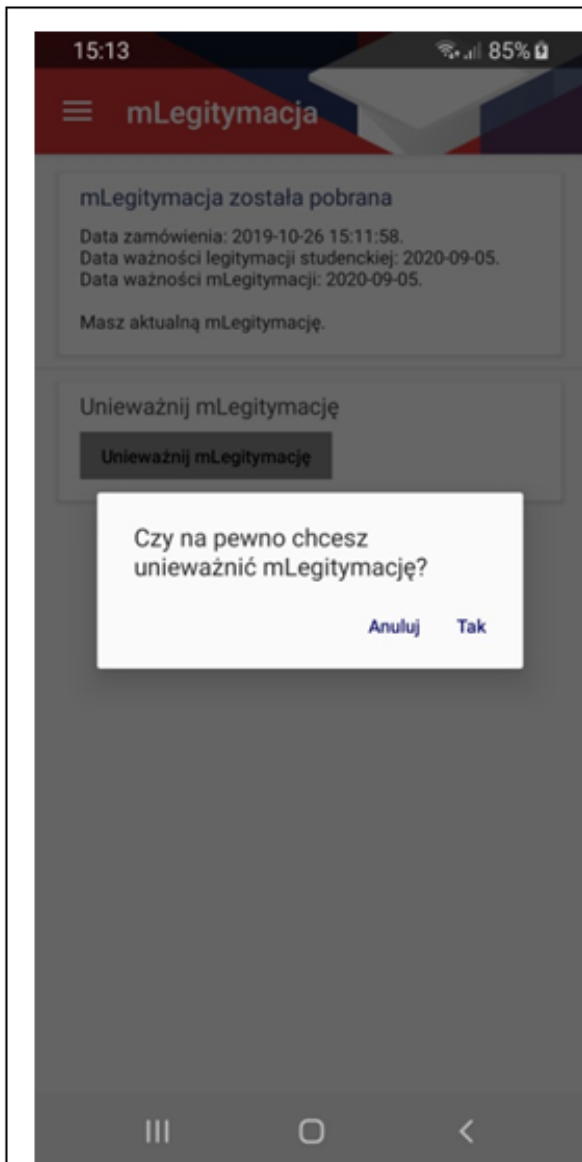 15:13 85%
mLegitymacja
mLegitymacja została pobrana
Data zamówienia: 2019-10-26 15:11:58.
Data ważności legitymacji studenckiej: 2020-09-05.
Data ważności mLegitymacji: 2020-09-05.
Masz aktualną mLegitymację.
Unieważnij mLegitymację
Unieważnij mLegitymację
Czy na pewno chcesz
unieważnić mLegitymację?
Anuluj Tak